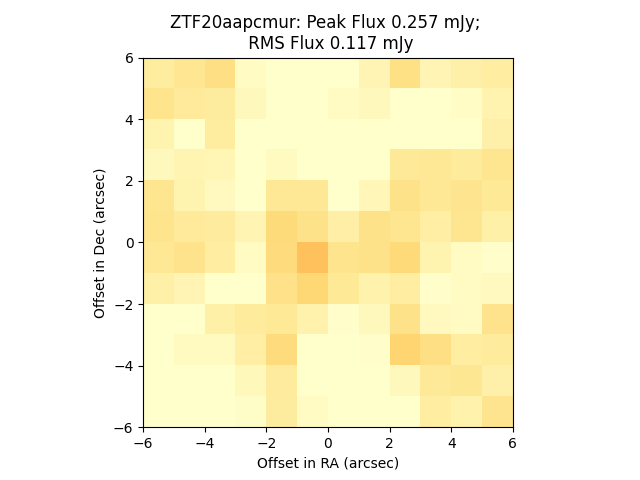 ZTF20aapcmur: Peak Flux 0.257 mJy;
RMS Flux 0.117 mJy
6
4
2
0
−2
−4
−6
Offset in Dec (arcsec)
−6 −4 −2 0 2 4 6
Offset in RA (arcsec)